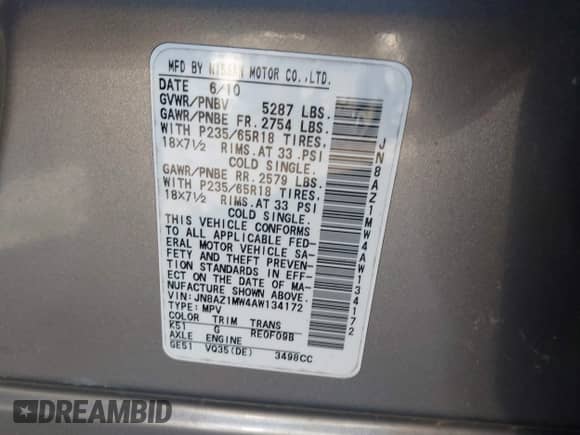 MFD BY NISSAN MOTOR CO.,LTD.
DATE 6/10
GVWR/PNBV 5287 LBS.
GAWR/PNBE FR. 2754 LBS.
WITH P235/65R18 TIRES,
18X7½ RIMS.AT 33 PSI
COLD SINGLE.
GAWR/PNBE RR. 2579 LBS.
WITH P235/65R18 TIRES,
18X7½ RIMS.AT 33 PSI
COLD SINGLE.
THIS VEHICLE CONFORMS
TO ALL APPLICABLE FED-
ERAL MOTOR VEHICLE SA-
FETY AND THEFT PREVEN-
TION STANDARDS IN EFF-
ECT ON THE DATE OF MA-
NUFACTURE SHOWN ABOVE.
VIN:JN8AZ1MW4AW134172
TYPE:MPV
COLOR TRIM TRANS
K51 G RE0F09B
AXLE ENGINE
GE51 VQ35(DE) 3498CC
JN8AZ1MW4AW134172
DREAMBID